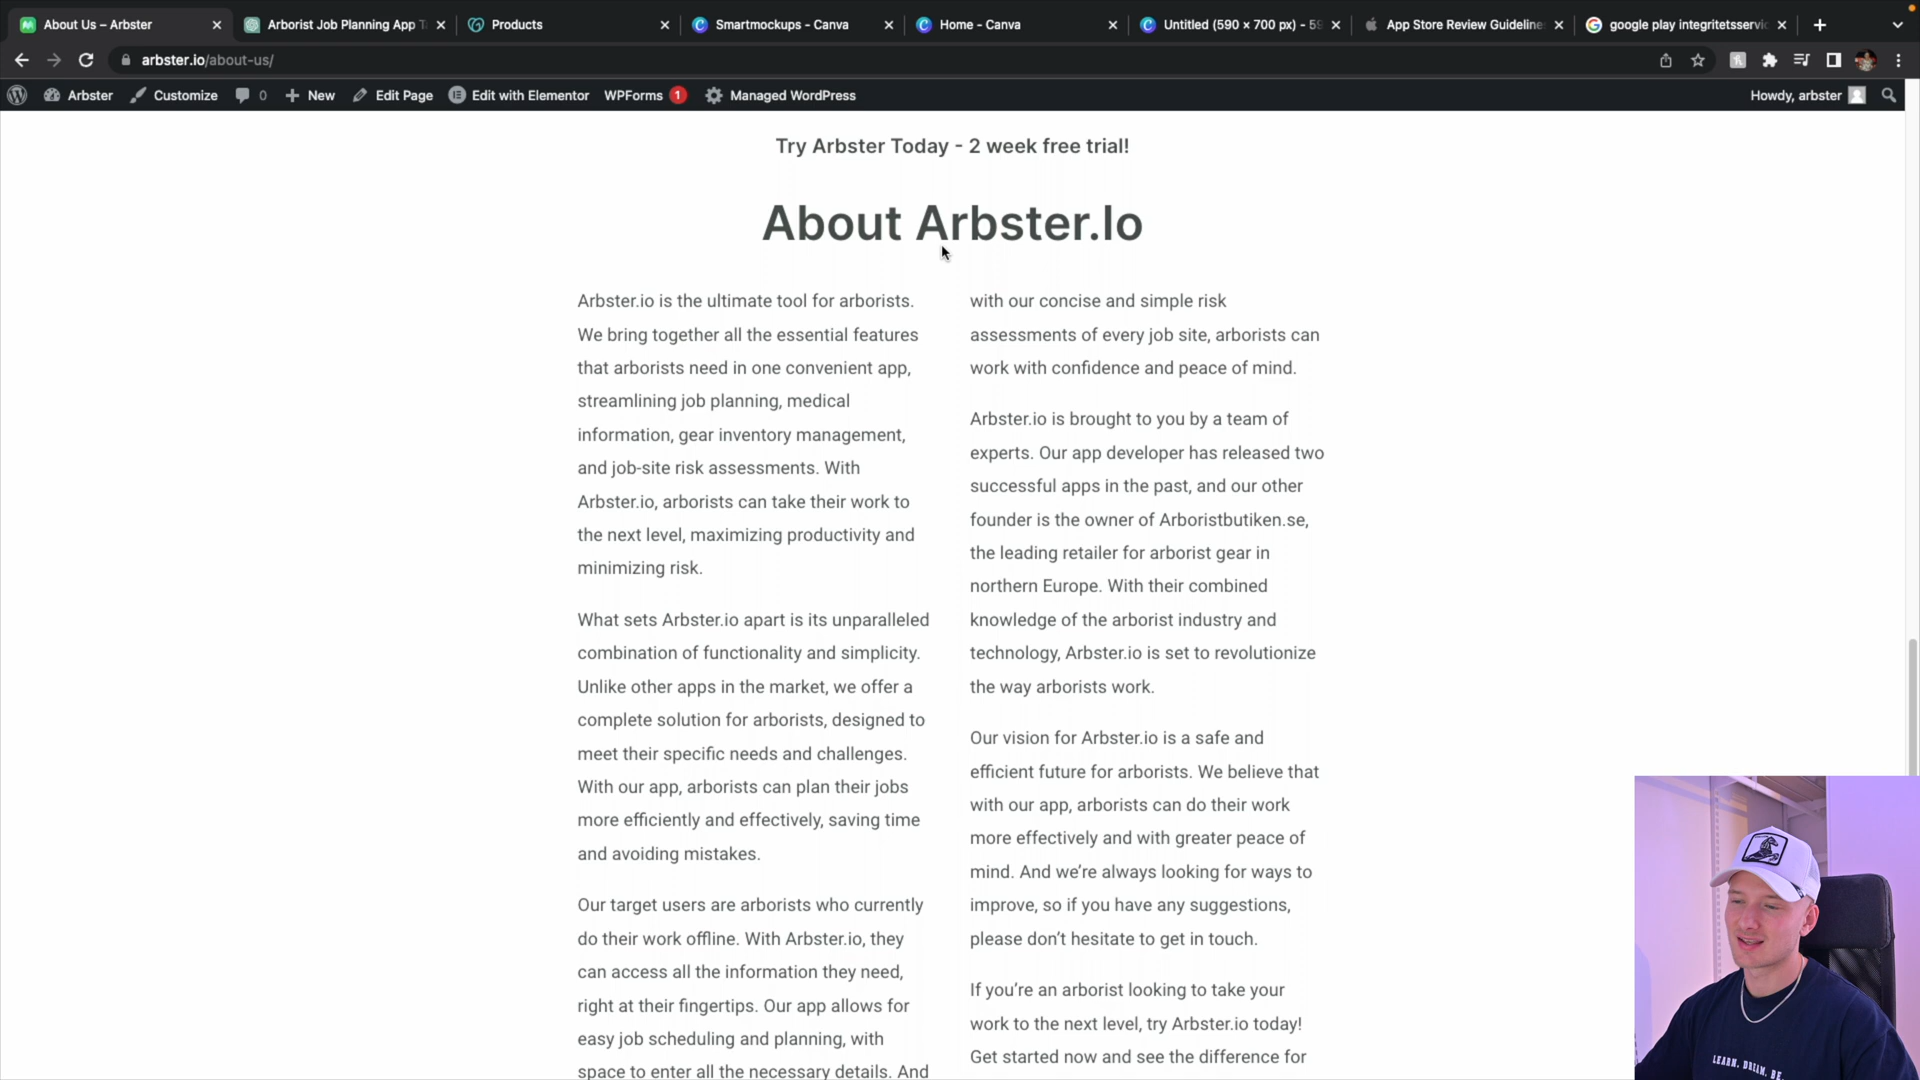 About Us – Arbster
Arborist Job Planning App T
Products
Smartmockups - Canva
Home - Canva
Untitled (590 × 700 px) - 59
App Store Review Guideline
google play integritetsservic
arbster.io/about-us/
Arbster
Customize
0
New
Edit Page
Edit with Elementor
WPForms 1
Managed WordPress
Howdy, arbster
Try Arbster Today - 2 week free trial!
About Arbster.Io
Arbster.io is the ultimate tool for arborists.
We bring together all the essential features
that arborists need in one convenient app,
streamlining job planning, medical
information, gear inventory management,
and job-site risk assessments. With
Arbster.io, arborists can take their work to
the next level, maximizing productivity and
minimizing risk.
What sets Arbster.io apart is its unparalleled
combination of functionality and simplicity.
Unlike other apps in the market, we offer a
complete solution for arborists, designed to
meet their specific needs and challenges.
With our app, arborists can plan their jobs
more efficiently and effectively, saving time
and avoiding mistakes.
Our target users are arborists who currently
do their work offline. With Arbster.io, they
can access all the information they need,
right at their fingertips. Our app allows for
easy job scheduling and planning, with
space to enter all the necessary details. And
with our concise and simple risk
assessments of every job site, arborists can
work with confidence and peace of mind.
Arbster.io is brought to you by a team of
experts. Our app developer has released two
successful apps in the past, and our other
founder is the owner of Arboristbutiken.se,
the leading retailer for arborist gear in
northern Europe. With their combined
knowledge of the arborist industry and
technology, Arbster.io is set to revolutionize
the way arborists work.
Our vision for Arbster.io is a safe and
efficient future for arborists. We believe that
with our app, arborists can do their work
more effectively and with greater peace of
mind. And we’re always looking for ways to
improve, so if you have any suggestions,
please don’t hesitate to get in touch.
If you’re an arborist looking to take your
work to the next level, try Arbster.io today!
Get started now and see the difference for
LEARN. DREAM. BE.